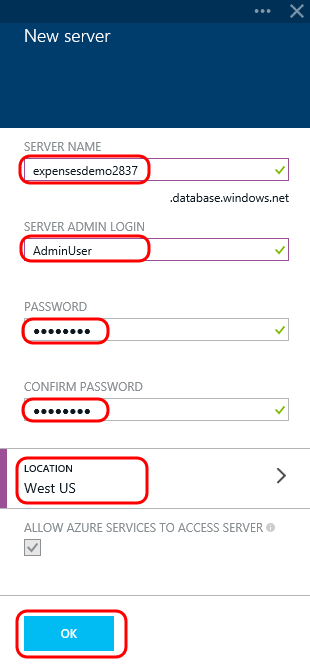 New server
SERVER NAME
expensesdemo2837
.database.windows.net
SERVER ADMIN LOGIN
AdminUser
PASSWORD
••••••••
CONFIRM PASSWORD
••••••••
LOCATION
West US
ALLOW AZURE SERVICES TO ACCESS SERVER
OK